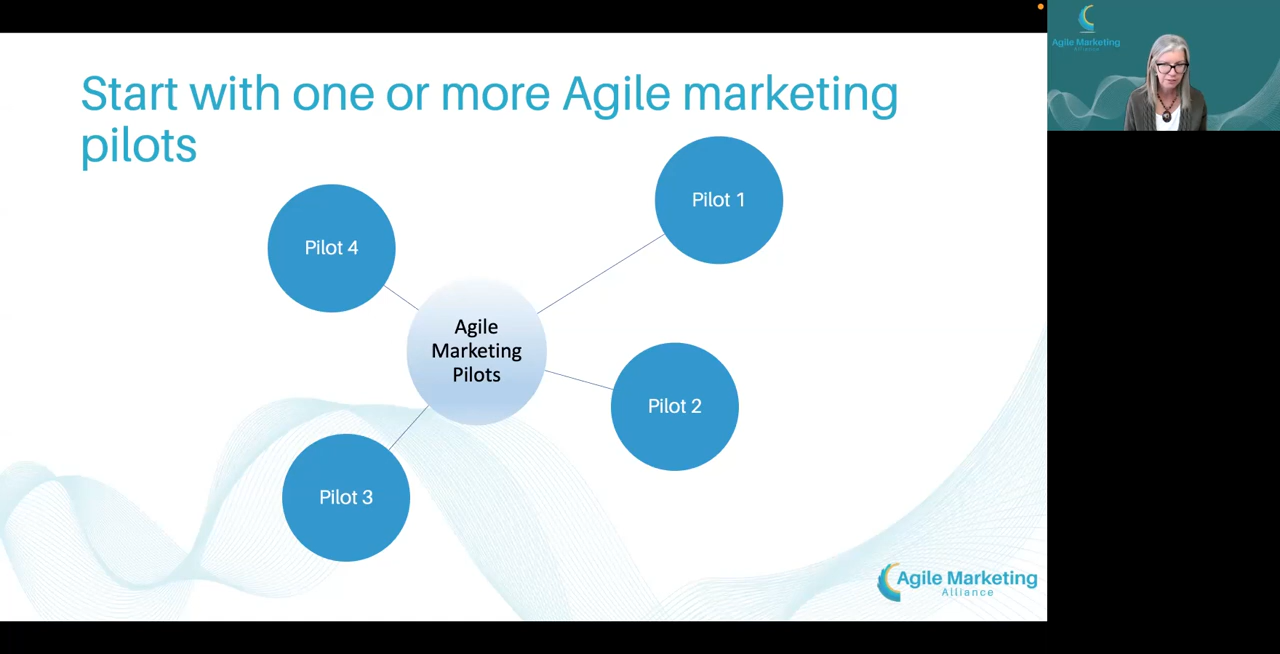 Start with one or more Agile marketing
pilots
Pilot 1
Pilot 4
Agile
Marketing
Pilots
Pilot 2
Pilot 3
Agile Marketing
Alliance
Agile Marketing
Alliance